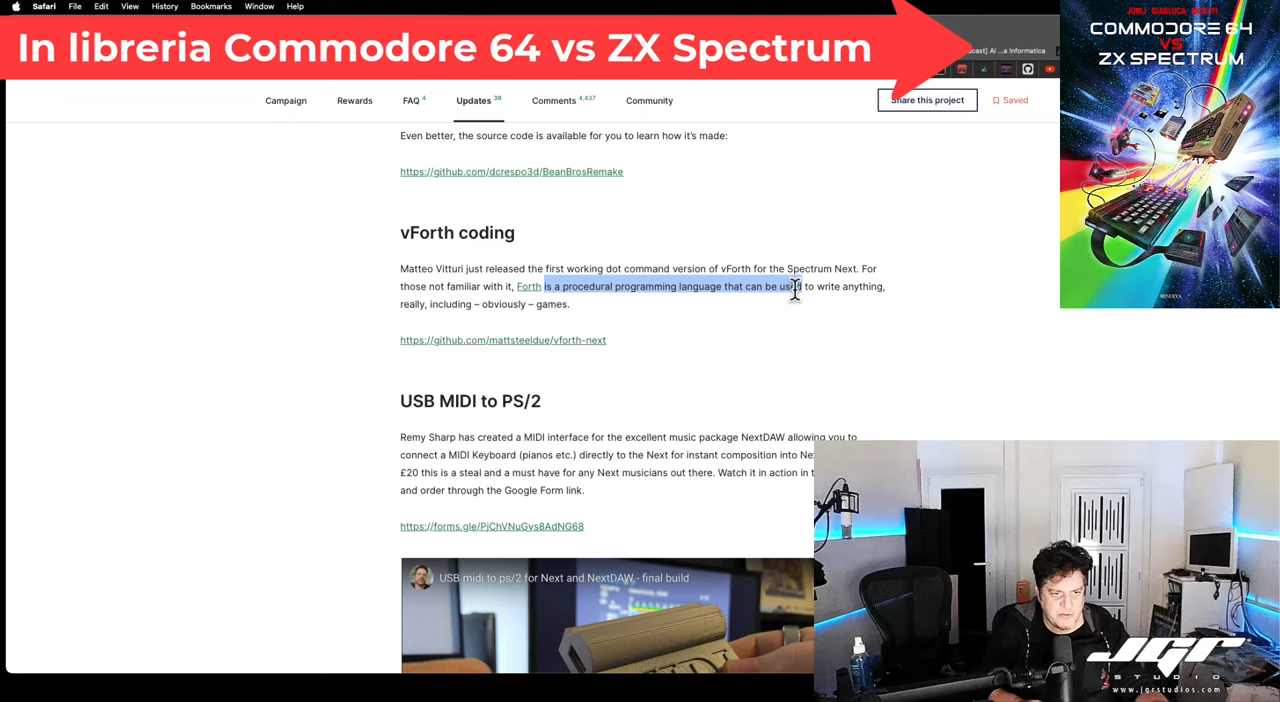 Safari File Edit View History Bookmarks Window Help
In libreria Commodore 64 vs ZX Spectrum
COMMODORE 64
VS
ZX SPECTRUM
MINERVA
Campaign Rewards FAQ 4 Updates 39 Comments 4,437 Community Share this project Saved
Even better, the source code is available for you to learn how it's made:
https://github.com/dcrespo3d/BeanBrosRemake
vForth coding
Matteo Vitturi just released the first working dot command version of vForth for the Spectrum Next. For
those not familiar with it, Forth is a procedural programming language that can be used to write anything,
really, including – obviously – games.
https://github.com/mattsteeldue/vforth-next
USB MIDI to PS/2
Remy Sharp has created a MIDI interface for the excellent music package NextDAW allowing you to
connect a MIDI Keyboard (pianos etc.) directly to the Next for instant composition into Ne
£20 this is a steal and a must have for any Next musicians out there. Watch it in action in
and order through the Google Form link.
https://forms.gle/PjChVNuGys8AdNG68
USB midi to ps/2 for Next and NextDAW - final build
JGR
STUDIO
www.jgrstudios.com